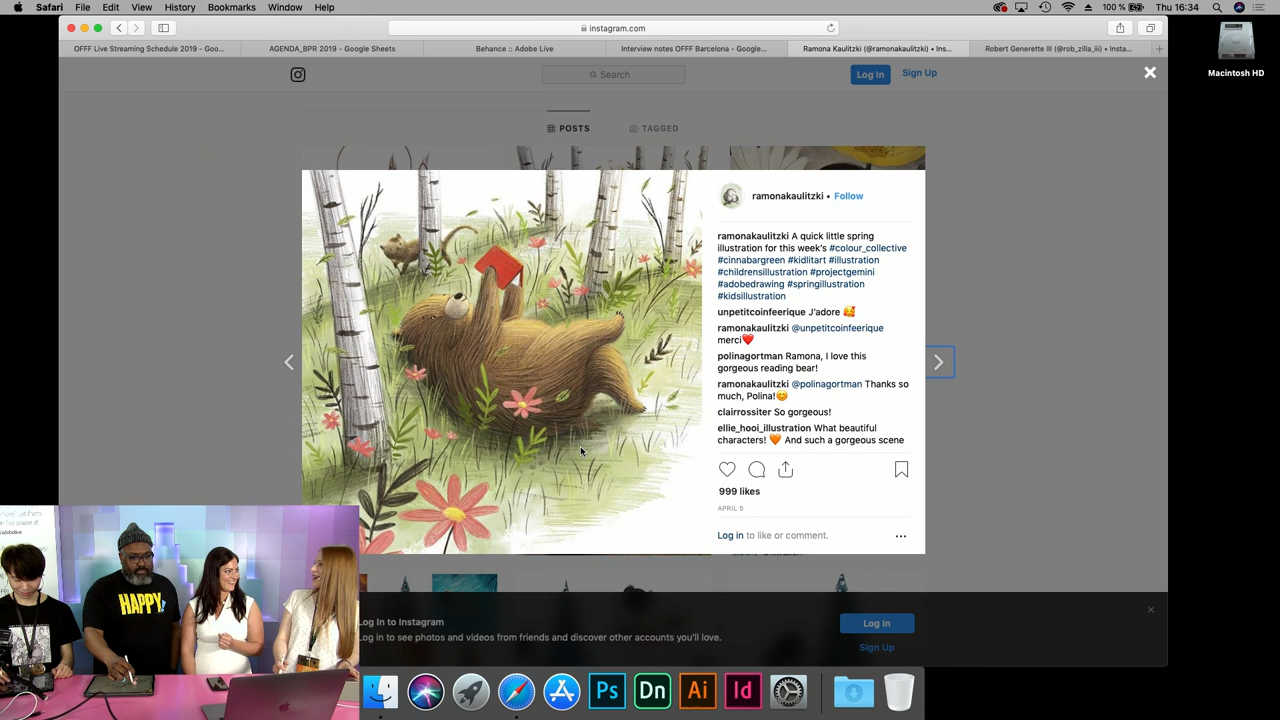 Safari File Edit View History Bookmarks Window Help
100 % Thu 16:34
instagram.com
OFFF Live Streaming Schedule 2019 - Goo...
AGENDA_BPR 2019 - Google Sheets
Behance :: Adobe Live
Interview notes OFFF Barcelona - Google...
Ramona Kaulitzki (@ramonakaulitzki) • Ins...
Robert Generette III (@rob_zilla_iii) • Insta...
Macintosh HD
Search
Log In
Sign Up
POSTS
TAGGED
ramonakaulitzki • Follow
ramonakaulitzki A quick little spring
illustration for this week's #colour_collective
#cinnabargreen #kidlitart #illustration
#childrensillustration #projectgemini
#adobedrawing #springillustration
#kidsillustration
unpetitcoinfeerique J'adore 🥰
ramonakaulitzki @unpetitcoinfeerique
merci❤️
polinagortman Ramona, I love this
gorgeous reading bear!
ramonakaulitzki @polinagortman Thanks so
much, Polina!😊
clairrossiter So gorgeous!
ellie_hooi_illustration What beautiful
characters! 🧡 And such a gorgeous scene
999 likes
APRIL 5
Log in to like or comment.
HAPPY!
Log In to Instagram
Log in to see photos and videos from friends and discover other accounts you'll love.
Log In
Sign Up
Ps
Dn
Ai
Id